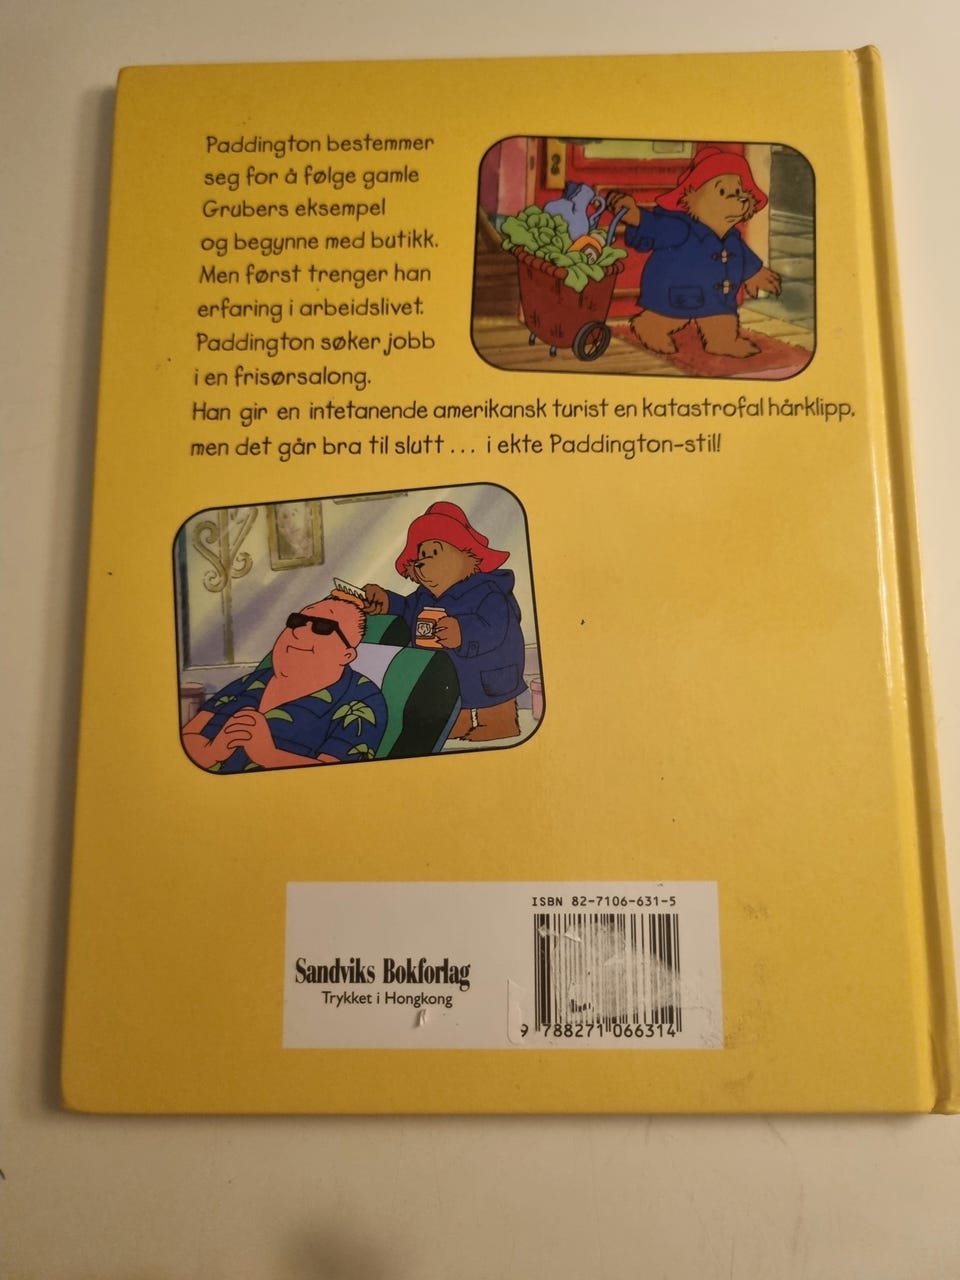 Paddington bestemmer
seg for å følge gamle
Grubers eksempel
og begynne med butikk.
Men først trenger han
erfaring i arbeidslivet.
Paddington søker jobb
i en frisørsalong.
Han gir en intetanende amerikansk turist en katastrofal hårklipp,
men det går bra til slutt ... i ekte Paddington-stil!
ISBN 82-7106-631-5
Sandviks Bokforlag
Trykket i Hongkong
9 788271 066314